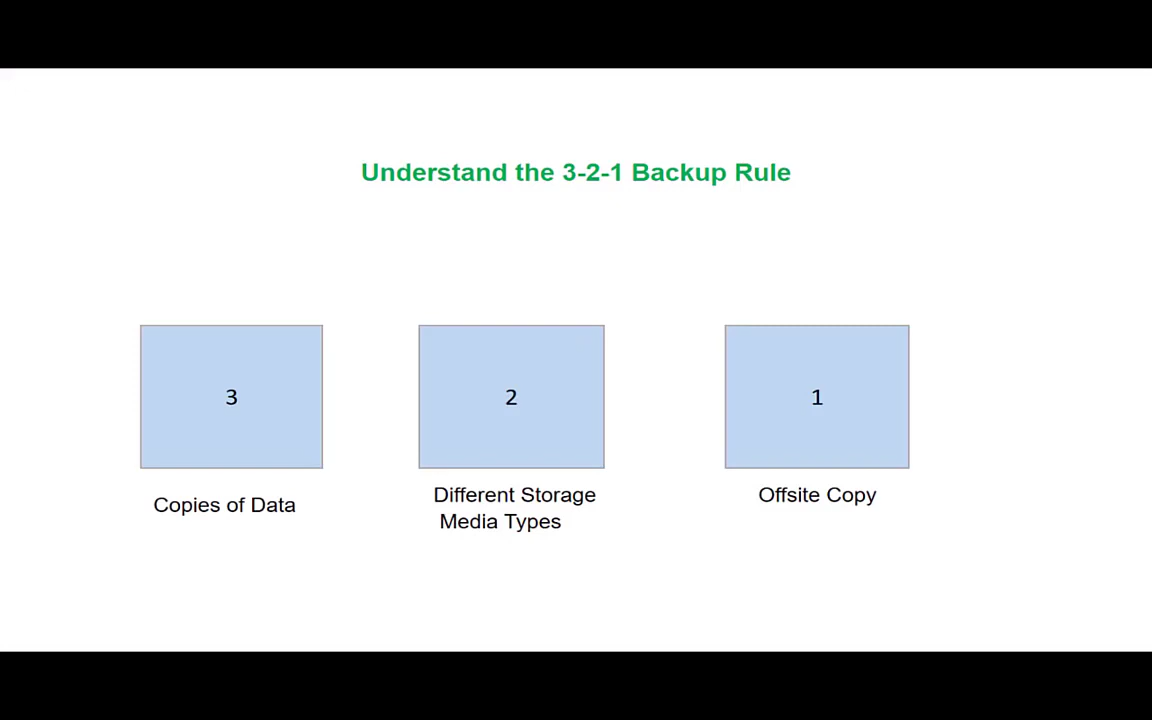 Understand the 3-2-1 Backup Rule
3
2
1
Copies of Data
Different Storage
Media Types
Offsite Copy